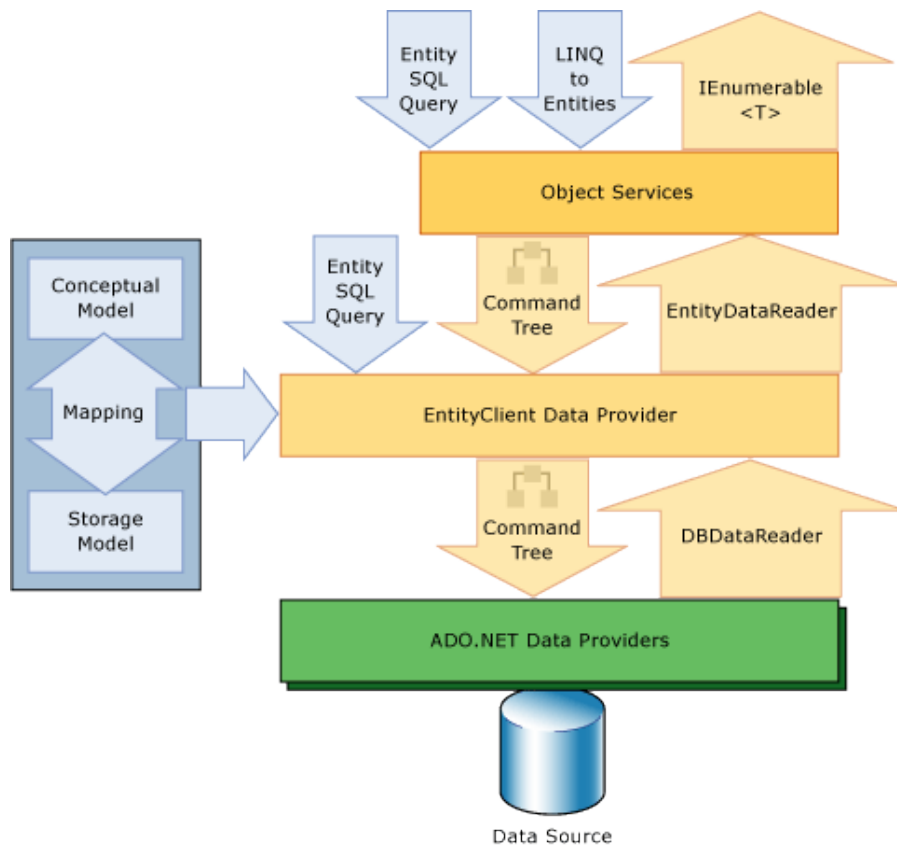 Entity
SQL
Query
LINQ
to
Entities
IEnumerable
<T>
Object Services
Conceptual
Model
Mapping
Storage
Model
Entity
SQL
Query
Command
Tree
EntityDataReader
EntityClient Data Provider
Command
Tree
DBDataReader
ADO.NET Data Providers
Data Source